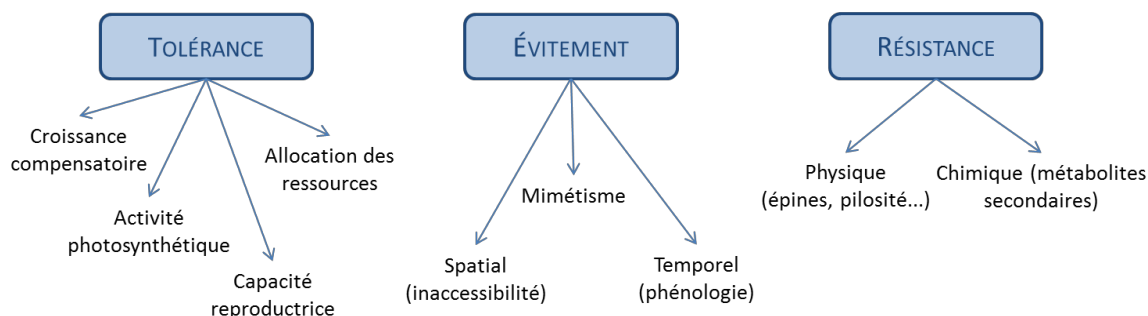 TOLÉRANCE
ÉVITEMENT
RÉSISTANCE
Croissance
compensatoire
Activité
photosynthétique
Capacité
reproductrice
Allocation des
ressources
Spatial
(inaccessibilité)
Mimétisme
Temporel
(phénologie)
Physique
(épines, pilosité...)
Chimique (métabolites
secondaires)